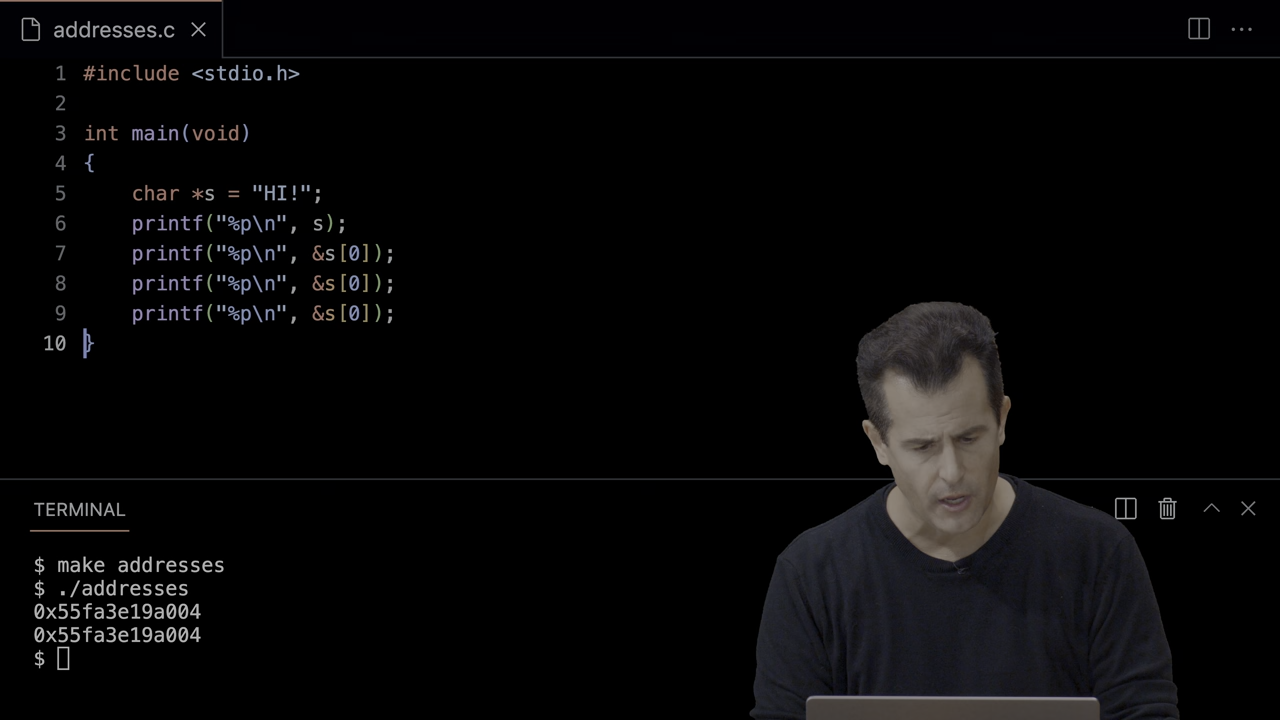 addresses.c
1 #include <stdio.h>
2
3 int main(void)
4 {
5     char *s = "HI!";
6     printf("%p\n", s);
7     printf("%p\n", &s[0]);
8     printf("%p\n", &s[0]);
9     printf("%p\n", &s[0]);
10 }
TERMINAL
$ make addresses
$ ./addresses
0x55fa3e19a004
0x55fa3e19a004
$